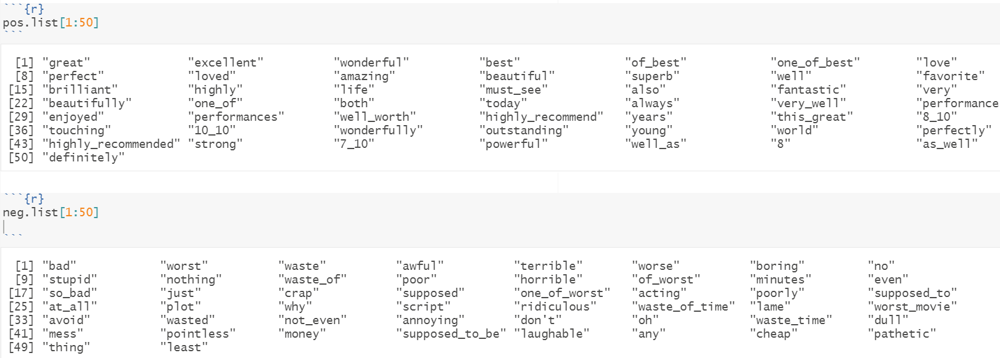 ```{r}
pos.list[1:50]
```
[1] "great" "excellent" "wonderful" "best" "of_best" "one_of_best" "love"
[8] "perfect" "loved" "amazing" "beautiful" "superb" "well" "favorite"
[15] "brilliant" "highly" "life" "must_see" "also" "fantastic" "very"
[22] "beautifully" "one_of" "both" "today" "always" "very_well" "performance
[29] "enjoyed" "performances" "well_worth" "highly_recommend" "years" "this_great" "8_10"
[36] "touching" "10_10" "wonderfully" "outstanding" "young" "world" "perfectly"
[43] "highly_recommended" "strong" "7_10" "powerful" "well_as" "8" "as_well"
[50] "definitely"
```{r}
neg.list[1:50]
```
[1] "bad" "worst" "waste" "awful" "terrible" "worse" "boring" "no"
[9] "stupid" "nothing" "waste_of" "poor" "horrible" "of_worst" "minutes" "even"
[17] "so_bad" "just" "crap" "supposed" "one_of_worst" "acting" "poorly" "supposed_to"
[25] "at_all" "plot" "why" "script" "ridiculous" "waste_of_time" "lame" "worst_movie"
[33] "avoid" "wasted" "not_even" "annoying" "don't" "oh" "waste_time" "dull"
[41] "mess" "pointless" "money" "supposed_to_be" "laughable" "any" "cheap" "pathetic"
[49] "thing" "least"